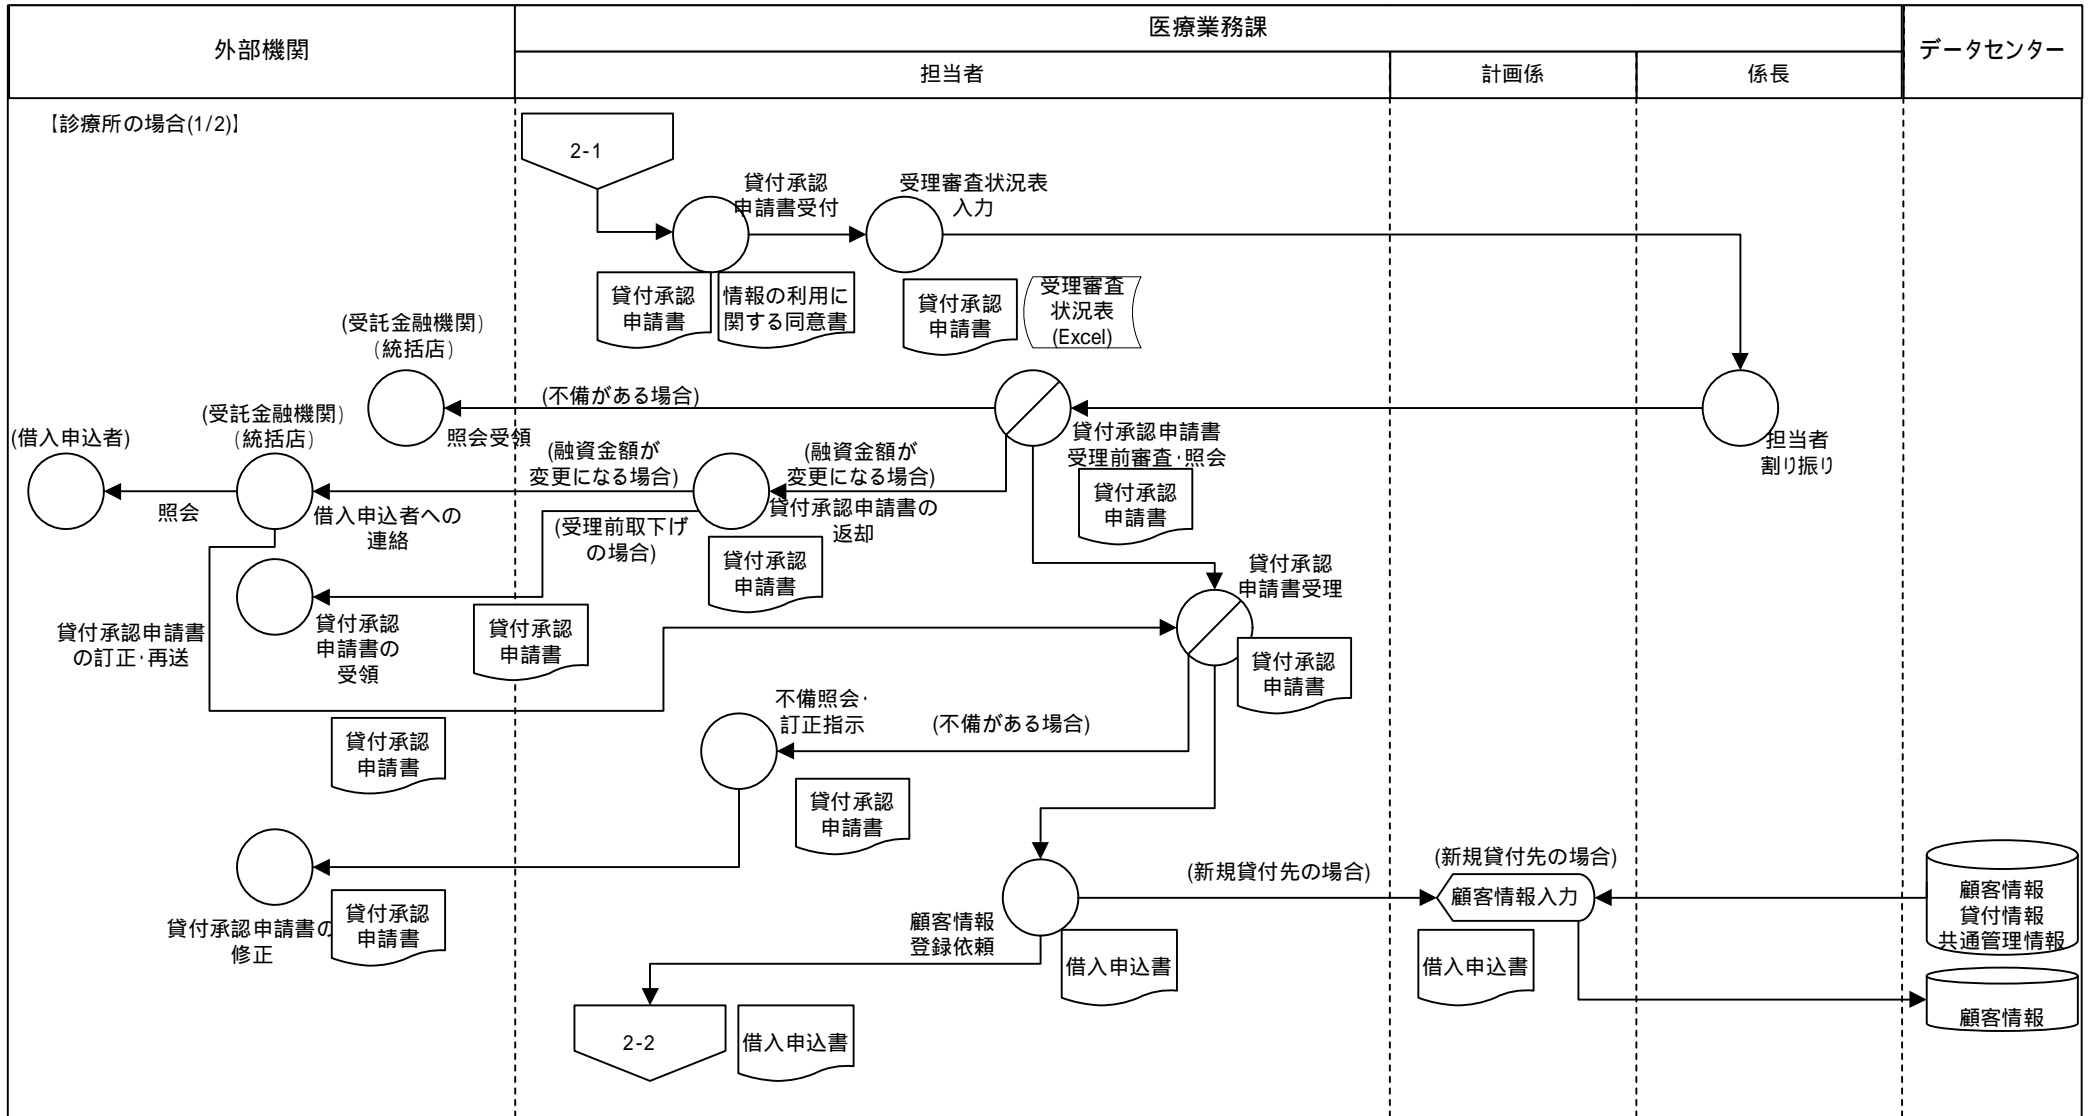 外部機関
医療業務課
データセンター
担当者
計画係
係長
【診療所の場合(1/2)】
2-1
貸付承認
申請書受付
受理審査状況表
入力
貸付承認
申請書
情報の利用に
関する同意書
貸付承認
申請書
受理審査
状況表
(Excel)
(受託金融機関)
(統括店)
(不備がある場合)
照会受領
貸付承認申請書
受理前審査・照会
貸付承認
申請書
担当者
割り振り
(借入申込者)
(受託金融機関)
(統括店)
(融資金額が
変更になる場合)
(融資金額が
変更になる場合)
照会
借入申込者への
連絡
(受理前取下げ
の場合)
貸付承認申請書の
返却
貸付承認
申請書
貸付承認
申請書受理
貸付承認
申請書
貸付承認申請書
の訂正・再送
貸付承認
申請書の
受領
貸付承認
申請書
不備照会・
訂正指示
(不備がある場合)
貸付承認
申請書
貸付承認
申請書
貸付承認申請書の
修正
貸付承認
申請書
(新規貸付先の場合)
(新規貸付先の場合)
顧客情報入力
顧客情報
貸付情報
共通管理情報
顧客情報
登録依頼
借入申込書
借入申込書
顧客情報
2-2
借入申込書